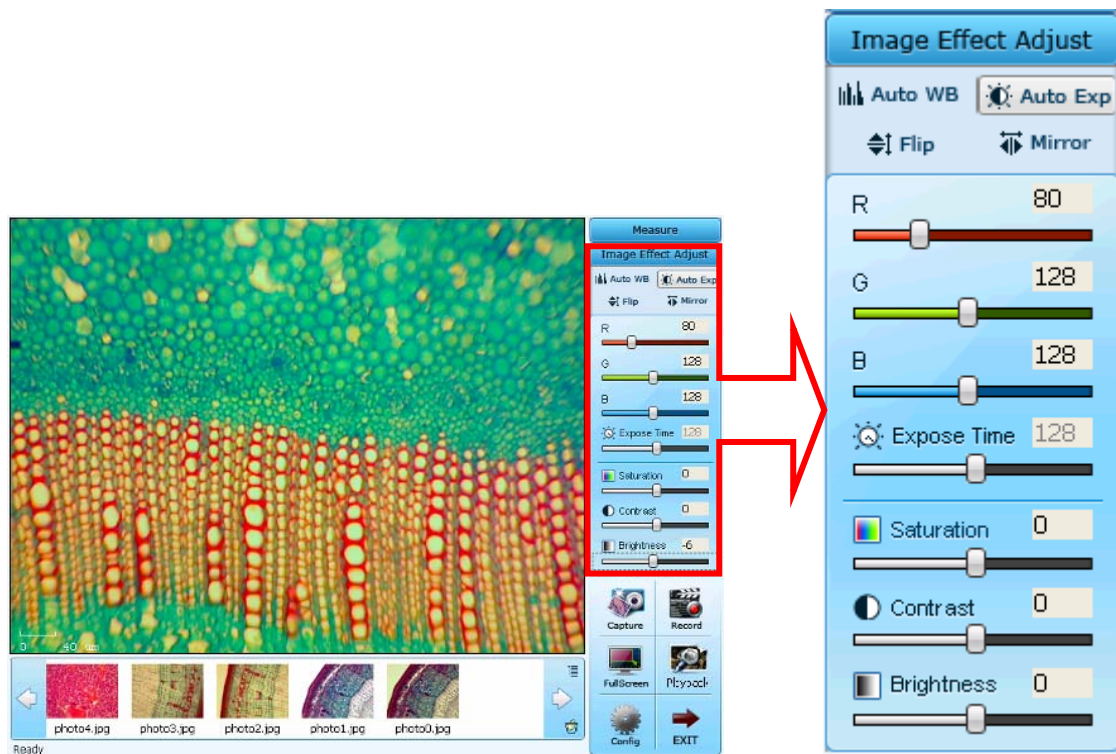 Measure
Image Effect Adjust
Auto WB Auto Exp
Flip Mirror
R 80
G 128
B 128
Expose Time 128
Saturation 0
Contrast 0
Brightness -6
Capture Record
FullScreen Playback
Config EXIT
0 40 um
photo4.jpg photo3.jpg photo2.jpg photo1.jpg photo0.jpg
Ready
Image Effect Adjust
Auto WB Auto Exp
Flip Mirror
R 80
G 128
B 128
Expose Time 128
Saturation 0
Contrast 0
Brightness 0